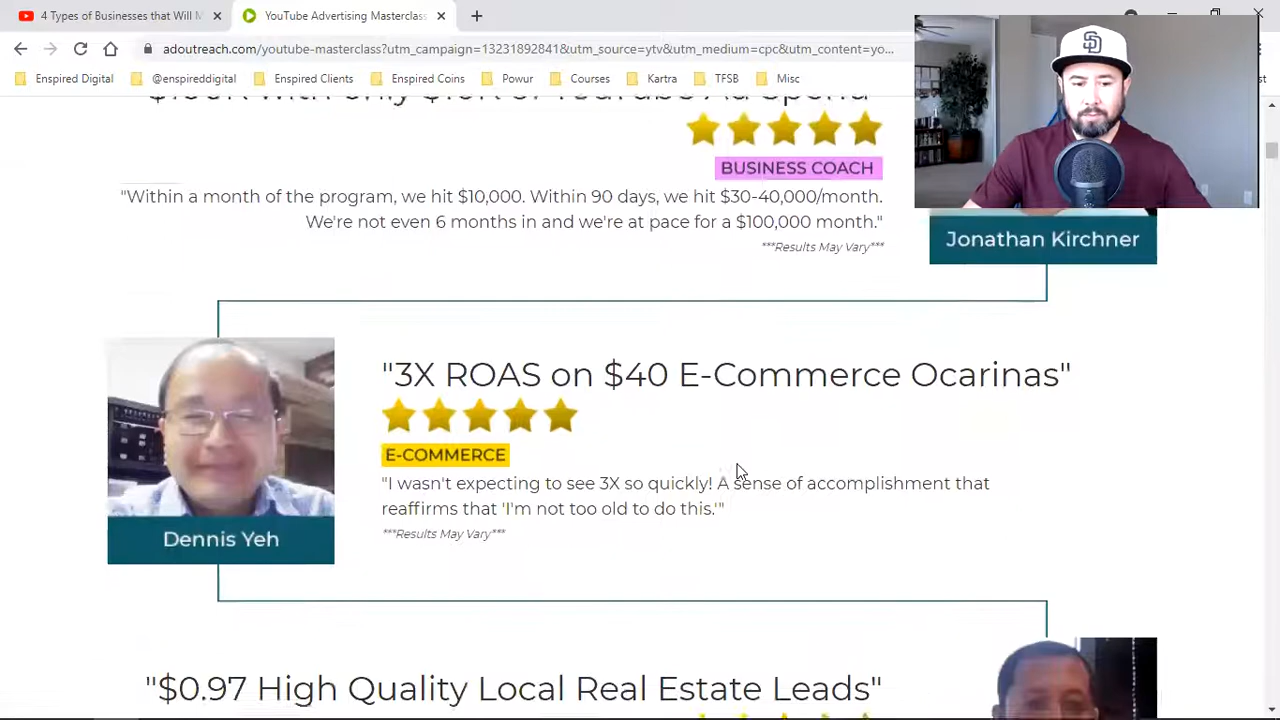 4 Types of Businesses that Will M
YouTube Advertising Masterclass
adoutreach.com/youtube-masterclass?utm_campaign=13231892841&utm_source=ytv&utm_medium=cpc&utm_content=yo...
Enspired Digital
@enspireddigital
Enspired Clients
Enspired Coins
Powur
Courses
Kartra
TFSB
Misc
BUSINESS COACH
"Within a month of the program, we hit $10,000. Within 90 days, we hit $30-40,000/month.
We're not even 6 months in and we're at pace for a $100,000 month."
***Results May Vary***
Jonathan Kirchner
"3X ROAS on $40 E-Commerce Ocarinas"
E-COMMERCE
"I wasn't expecting to see 3X so quickly! A sense of accomplishment that
reaffirms that 'I'm not too old to do this.'"
***Results May Vary***
Dennis Yeh
"$0.97 High Quality Local Real Estate Leads"